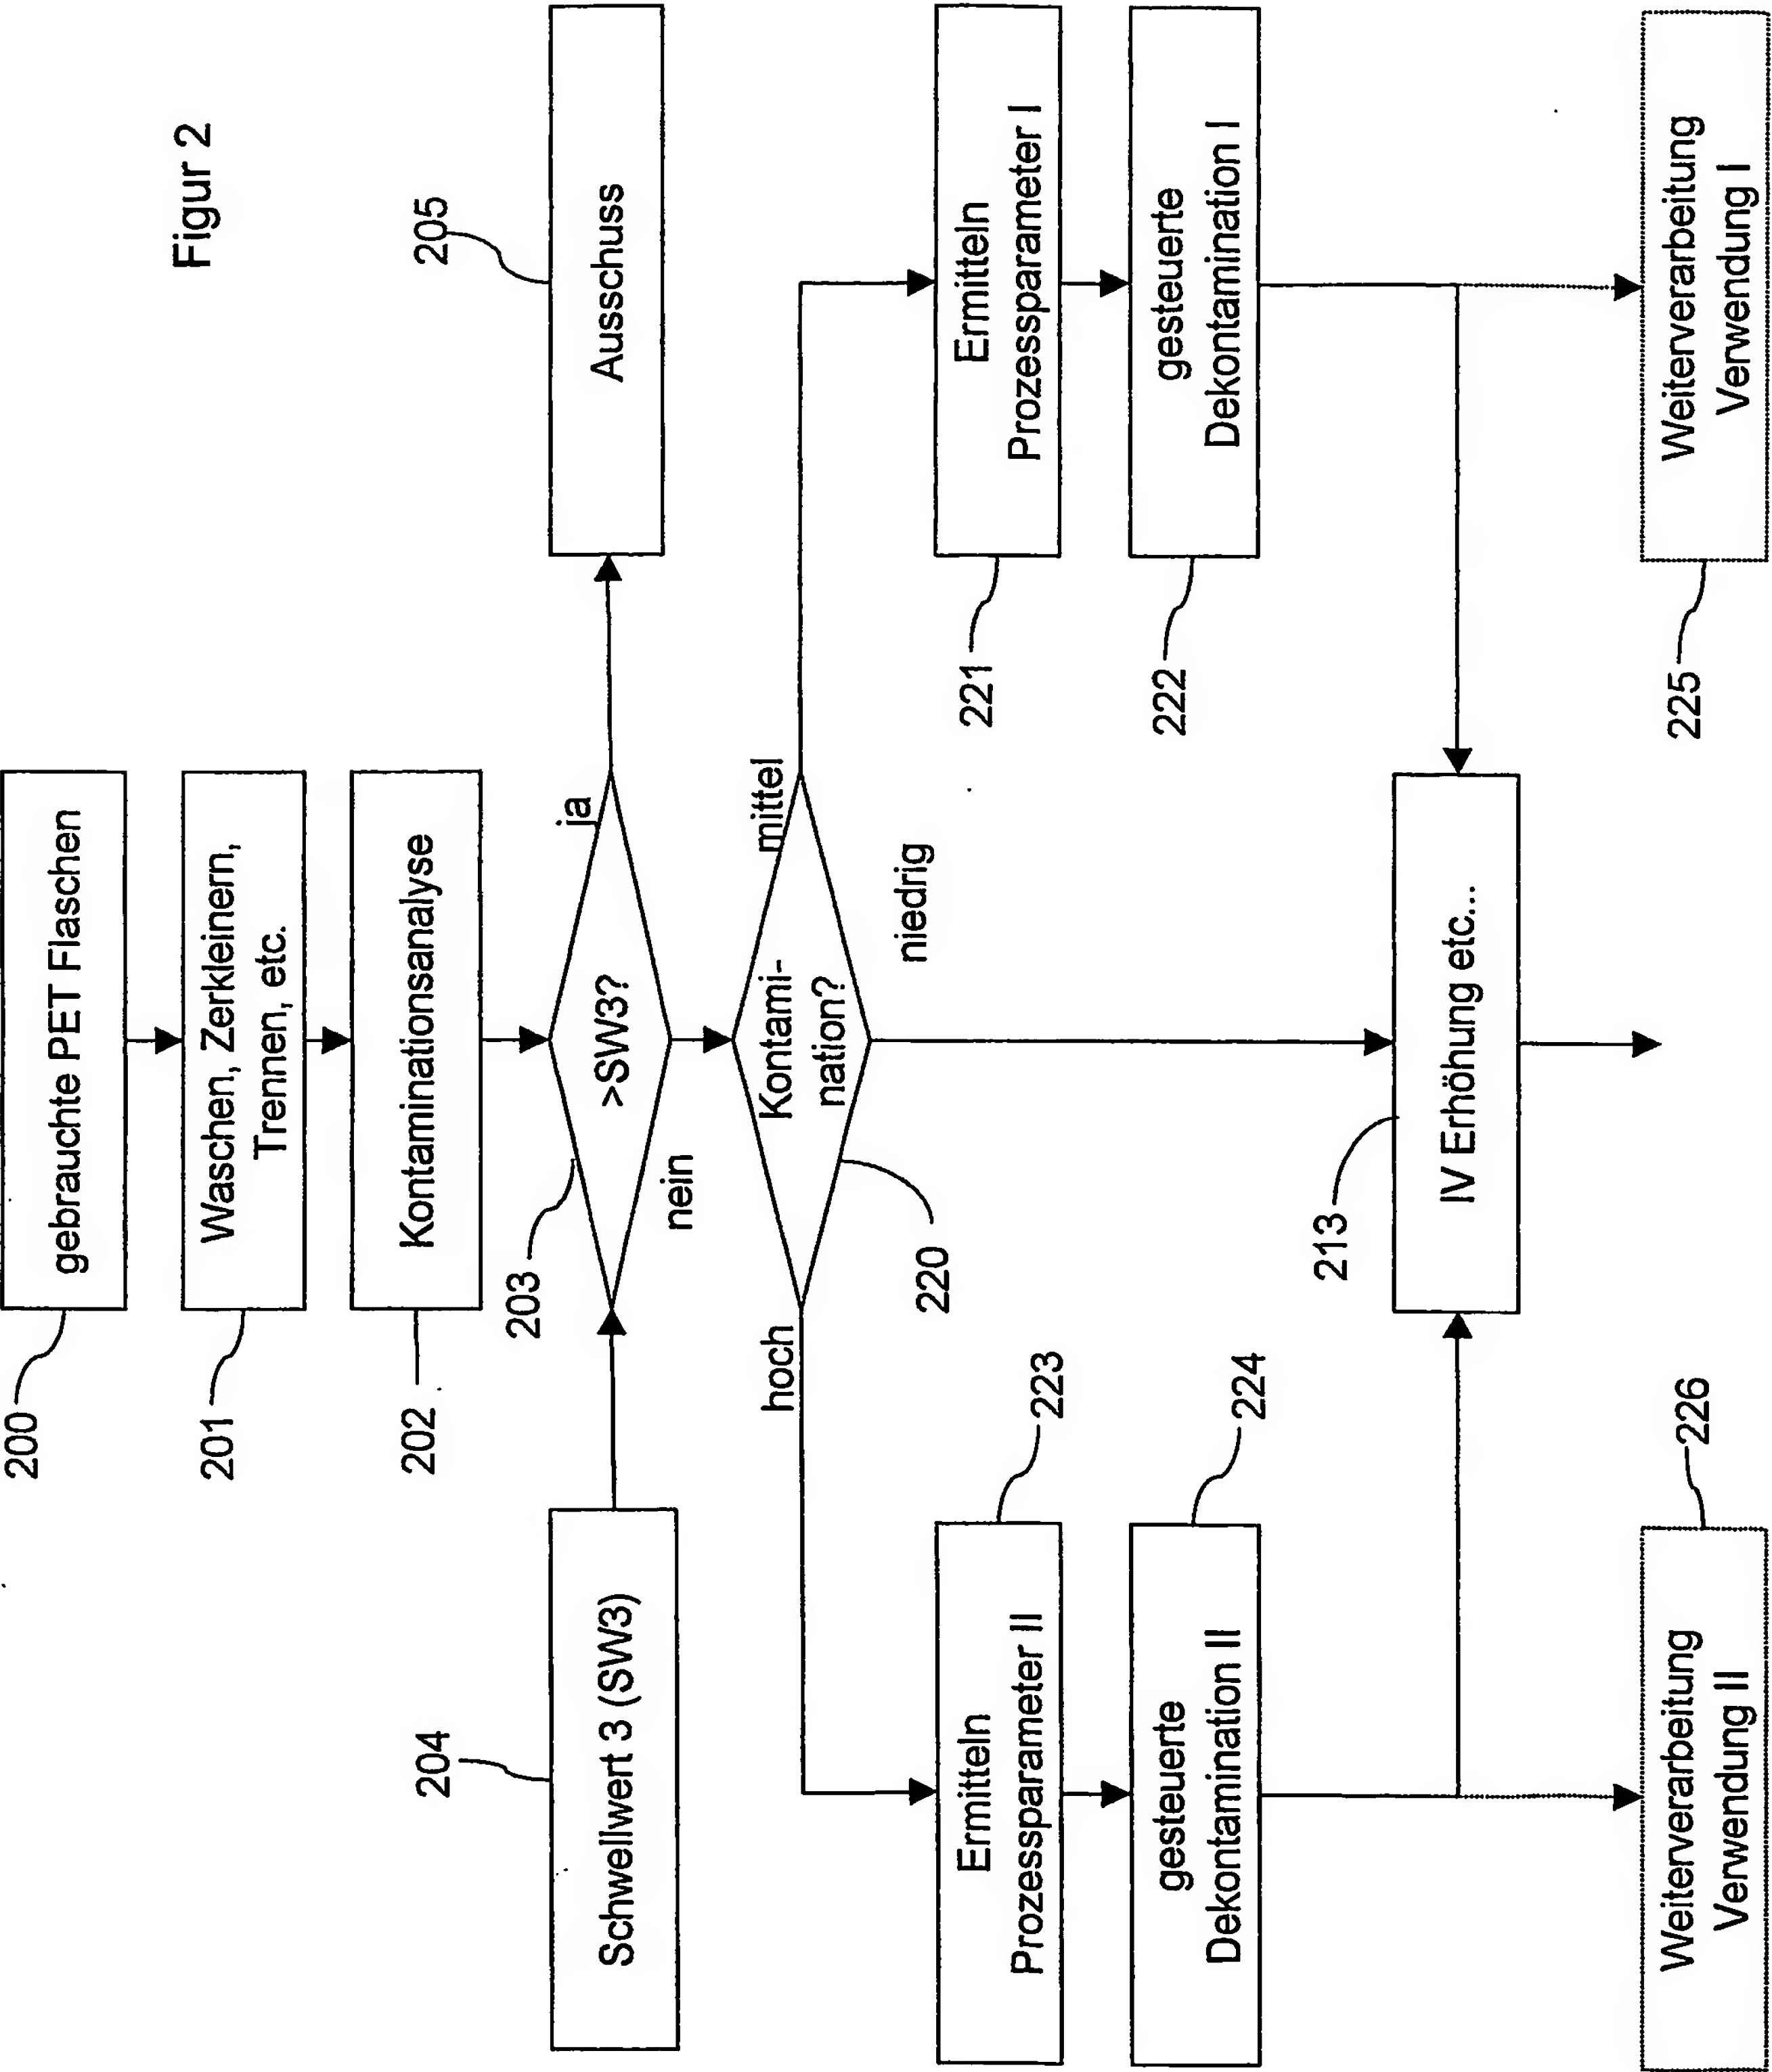 Figur 2
200
gebrauchte PET Flaschen
201
Waschen, Zerkleinern,
Trennen, etc.
202
Kontaminationsanalyse
203
>SW3?
ja
nein
204
Schwellwert 3 (SW3)
205
Ausschuss
220
Kontami-
nation?
hoch
mittel
niedrig
223
Ermitteln
Prozessparameter II
221
Ermitteln
Prozessparameter I
224
gesteuerte
Dekontamination II
222
gesteuerte
Dekontamination I
213
IV Erhöhung etc...
226
Weiterverarbeitung
Verwendung II
225
Weiterverarbeitung
Verwendung I